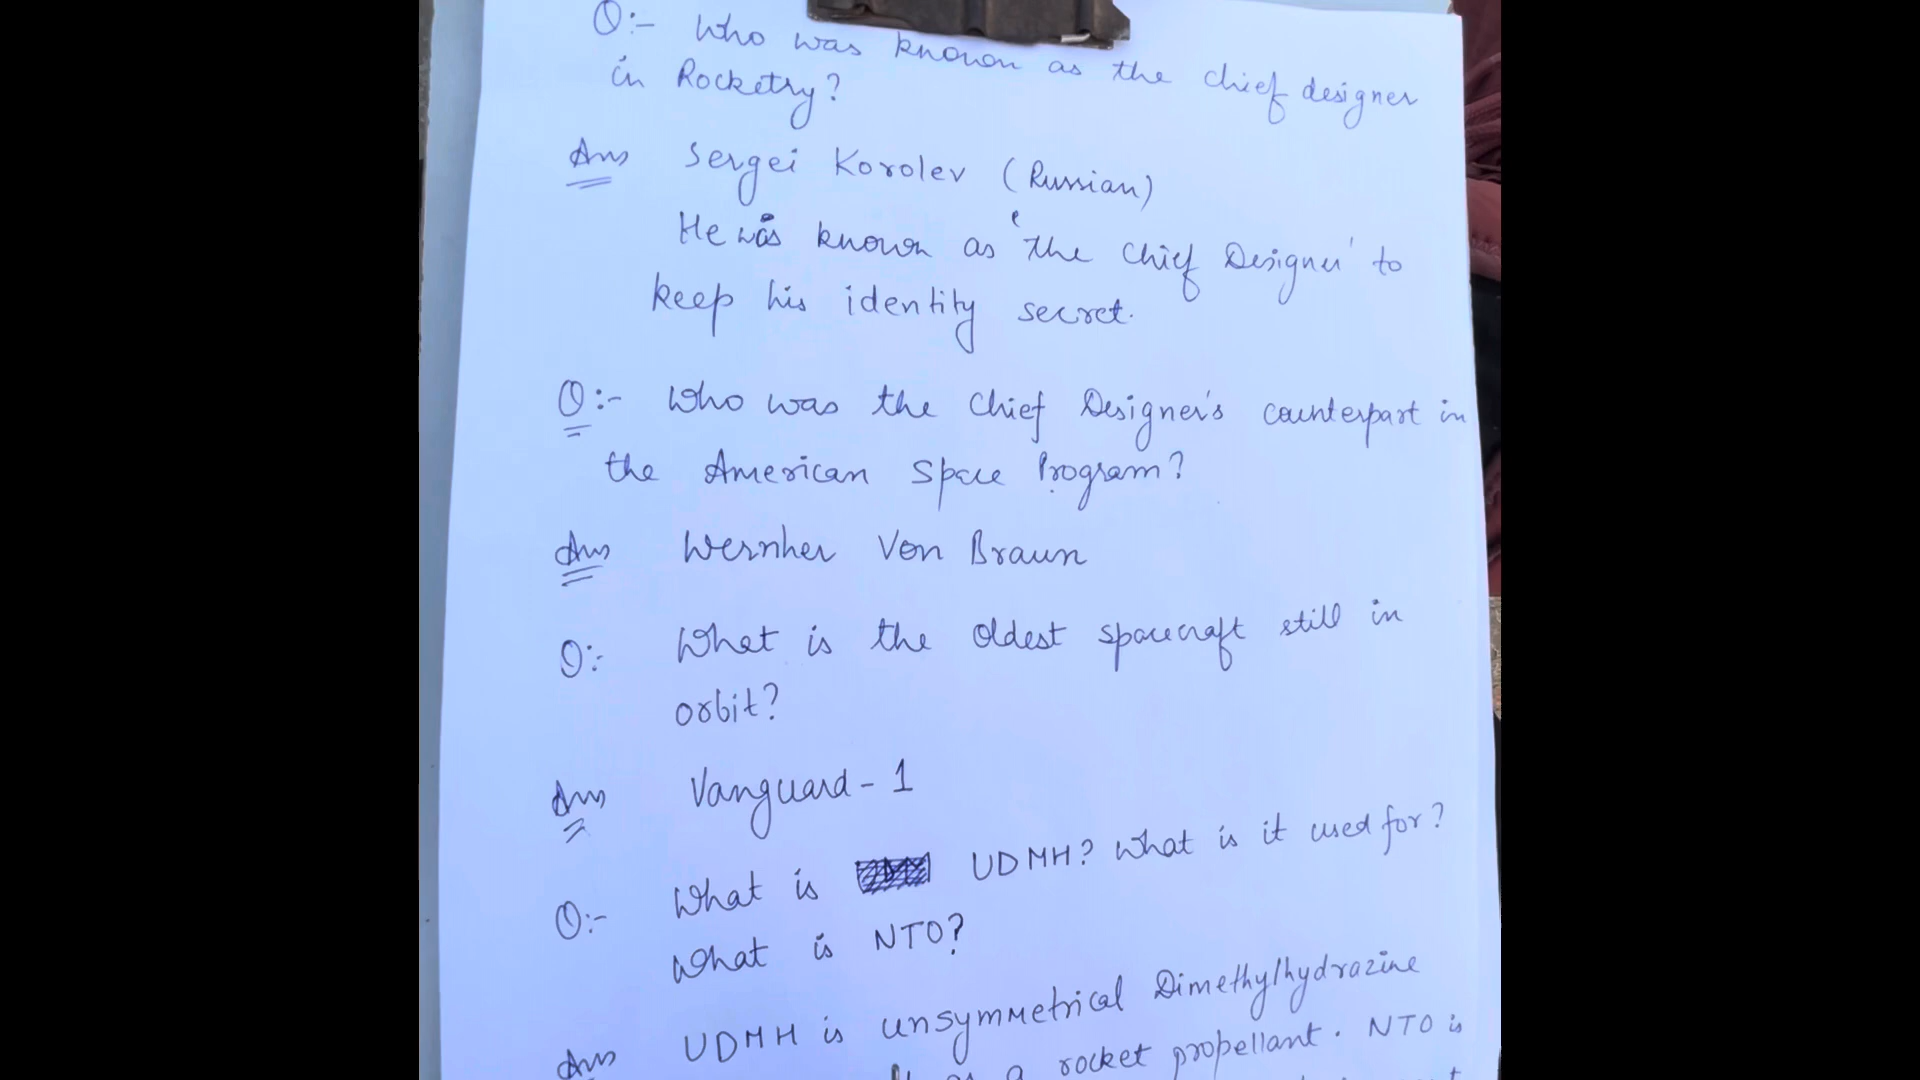 Q:- Who was known as the chief designer
in Rocketry?
Ans Sergei Korolev (Russian)
He was known as 'the Chief Designer' to
keep his identity secret.
Q:- Who was the Chief Designer's counterpart in
the American Space Program?
Ans Wernher Von Braun
Q:- What is the oldest spacecraft still in
orbit?
Ans Vanguard-1
Q:- What is UDMH? What is it used for?
What is NTO?
Ans UDMH is unsymmetrical Dimethylhydrazine
as a rocket propellant. NTO is